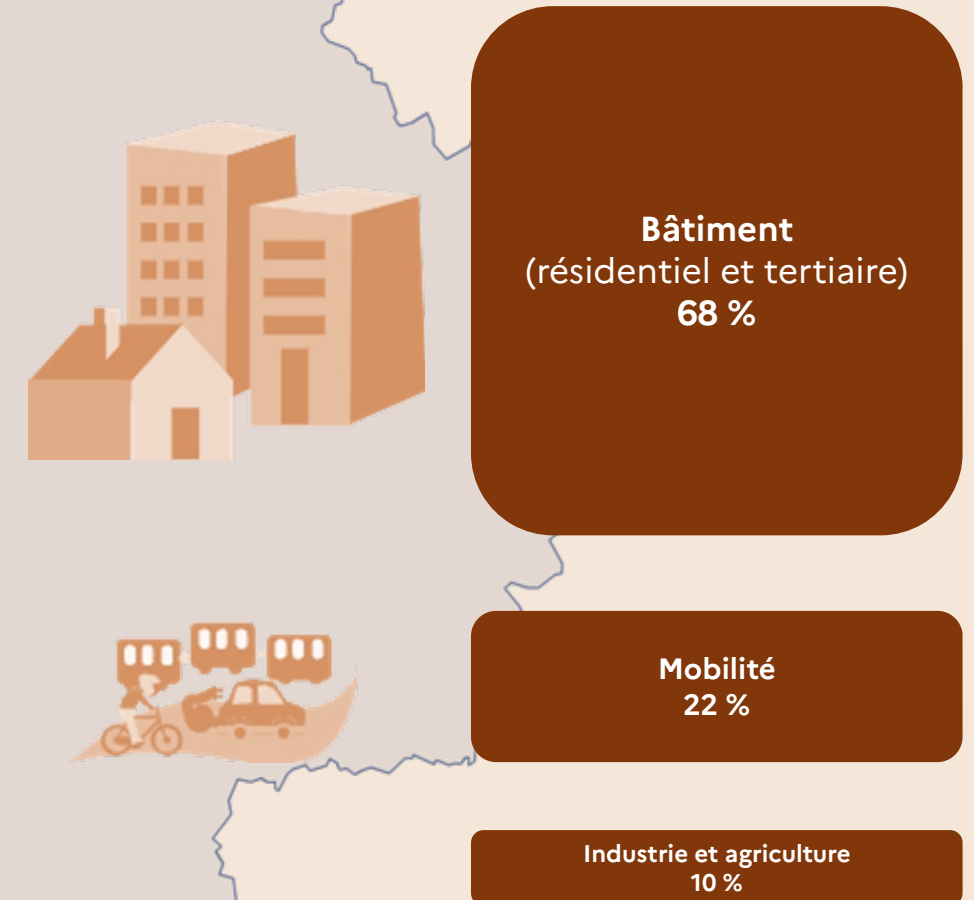 Bâtiment
(résidentiel et tertiaire)
68 %
Mobilité
22 %
Industrie et agriculture
10 %